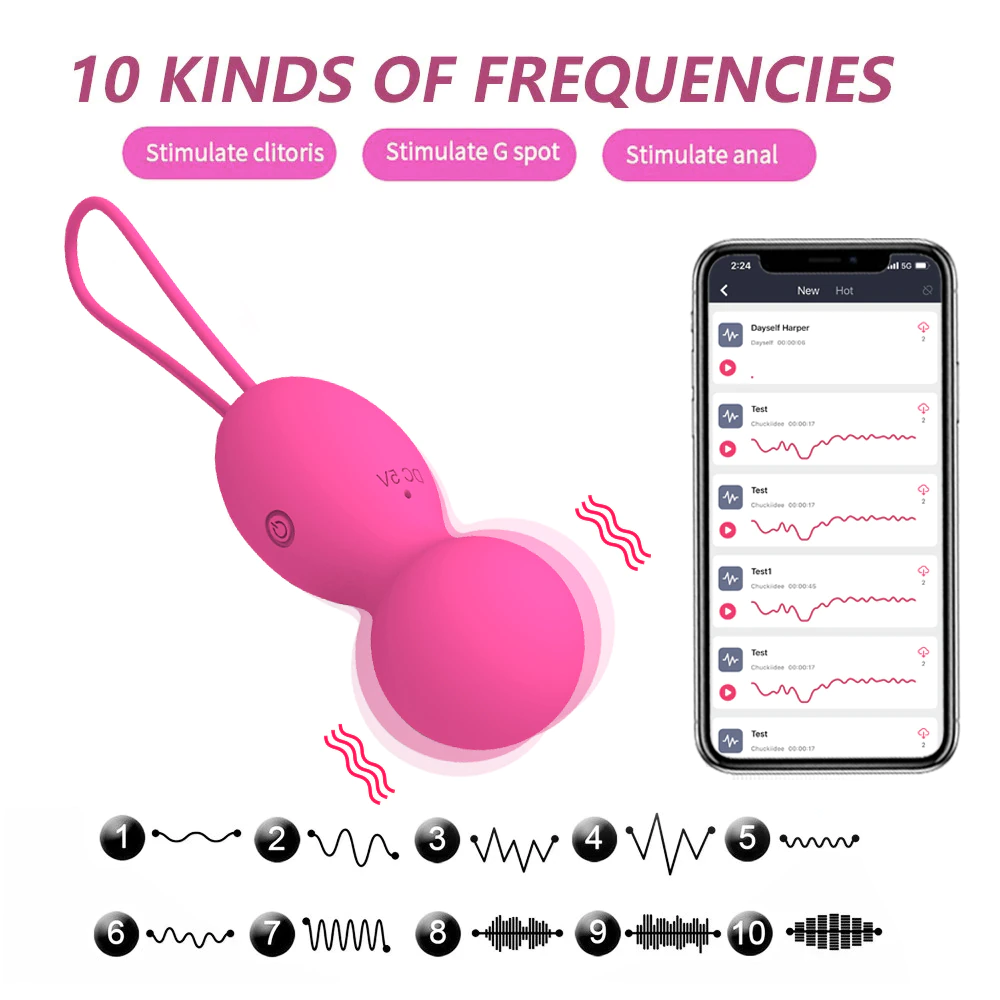 10 KINDS OF FREQUENCIES
Stimulate clitoris
Stimulate G spot
Stimulate anal
DC 5V
2:24
5G
New Hot
Dayself Harper
Dayself 00:00:06
2
Test
Chuckiidee 00:00:17
2
Test
Chuckiidee 00:00:17
2
Test1
Chuckiidee 00:00:45
2
Test
Chuckiidee 00:00:17
2
Test
Chuckiidee 00:00:17
2
1 2 3 4 5
6 7 8 9 10